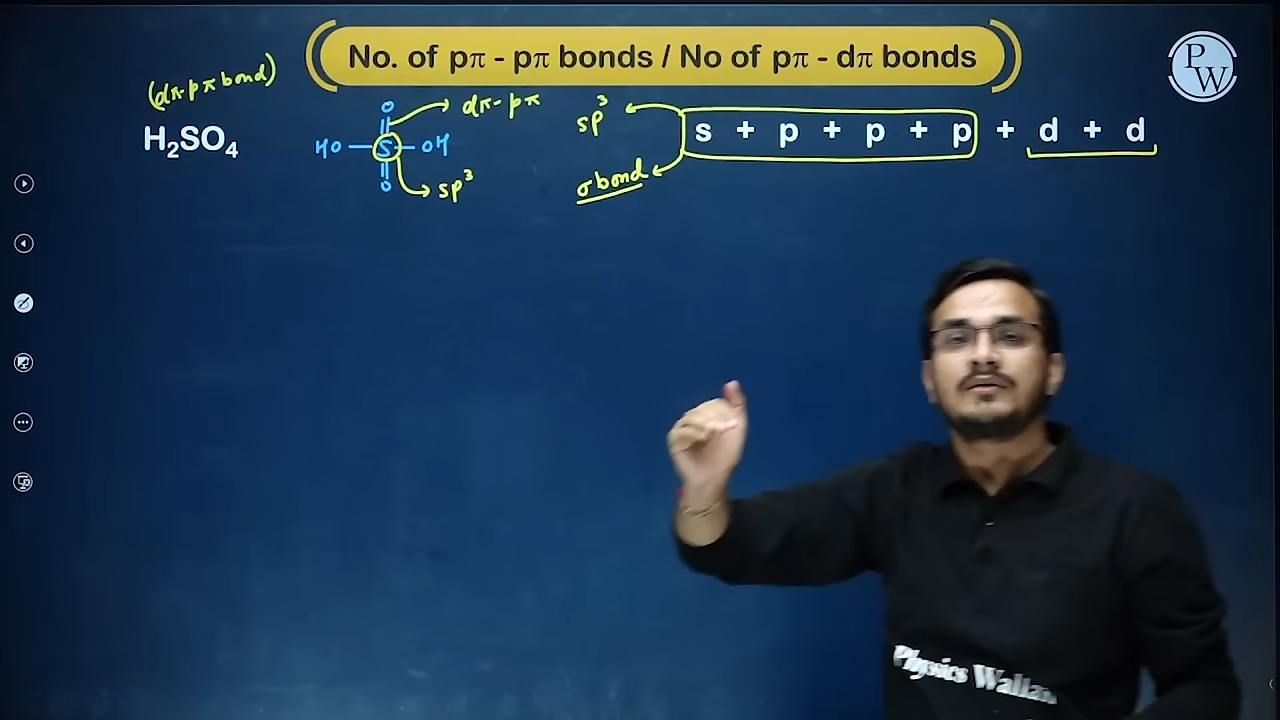 No. of pπ - pπ bonds / No of pπ - dπ bonds
PW
(dπ-pπ bond)
H₂SO₄
O
HO — S — OH
O
dπ-pπ
sp³
sp³
σ bond
s + p + p + p + d + d
Physics Wallah